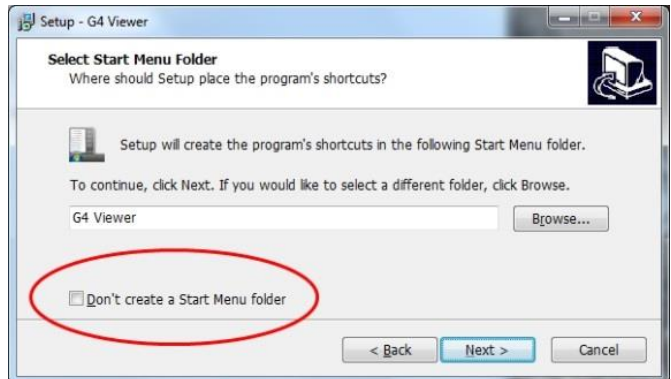 Setup - G4 Viewer
Select Start Menu Folder
Where should Setup place the program's shortcuts?
Setup will create the program's shortcuts in the following Start Menu folder.
To continue, click Next. If you would like to select a different folder, click Browse.
G4 Viewer
Browse...
Don't create a Start Menu folder
< Back
Next >
Cancel